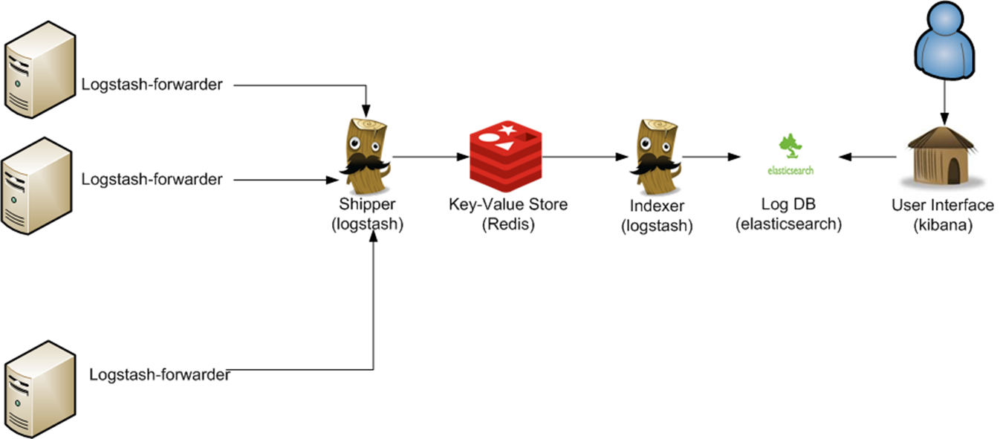 Logstash-forwarder
Logstash-forwarder
Logstash-forwarder
Shipper
(logstash)
Key-Value Store
(Redis)
Indexer
(logstash)
elasticsearch
Log DB
(elasticsearch)
User Interface
(kibana)